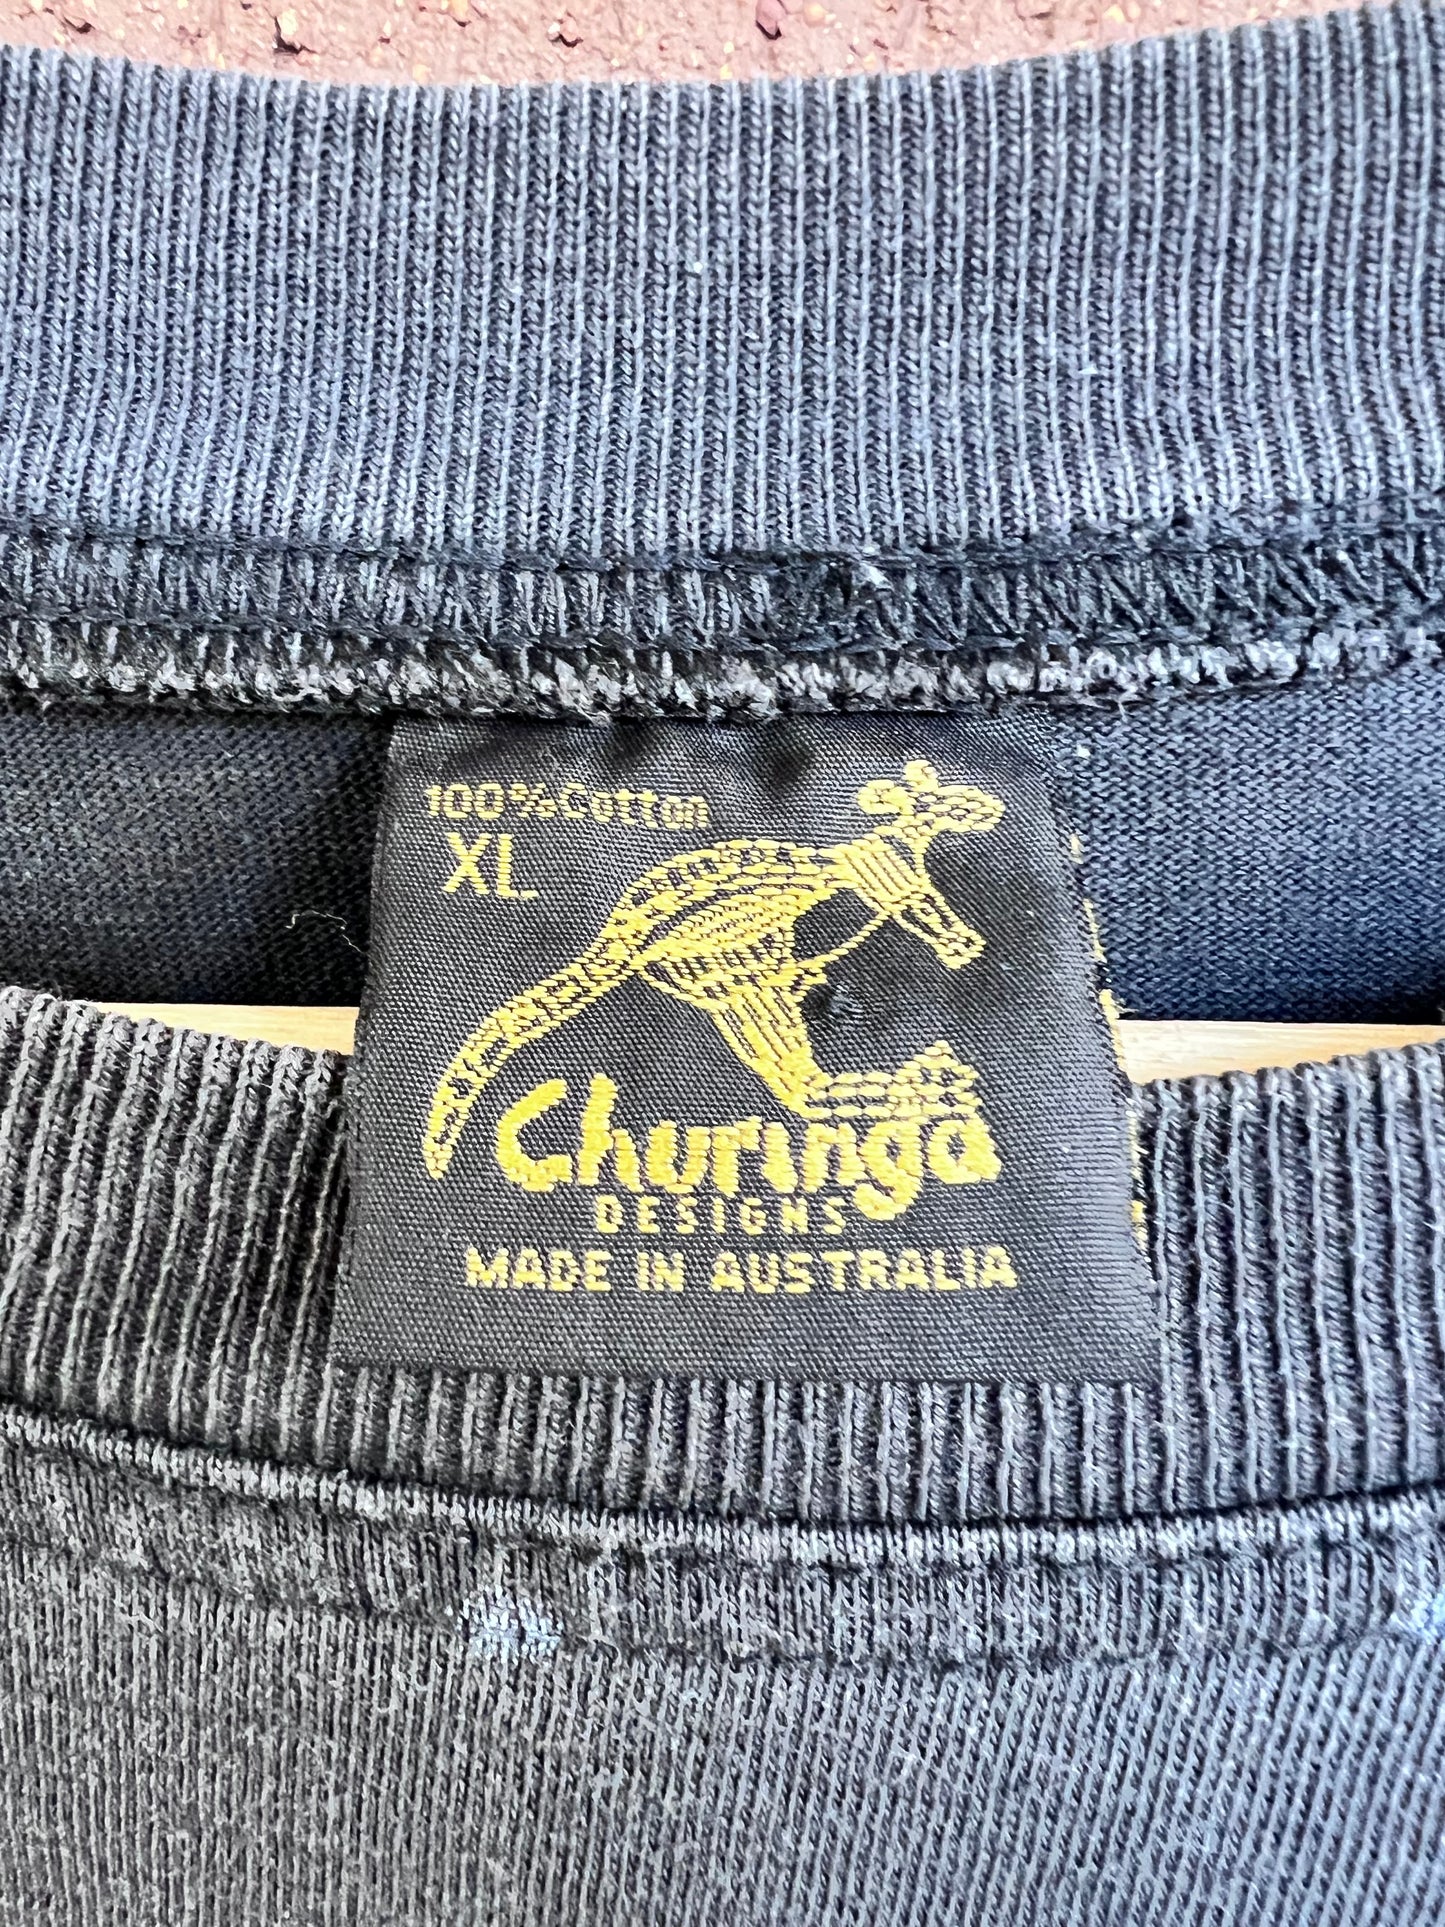 100% Cotton
XL
Churinga
DESIGNS
MADE IN AUSTRALIA